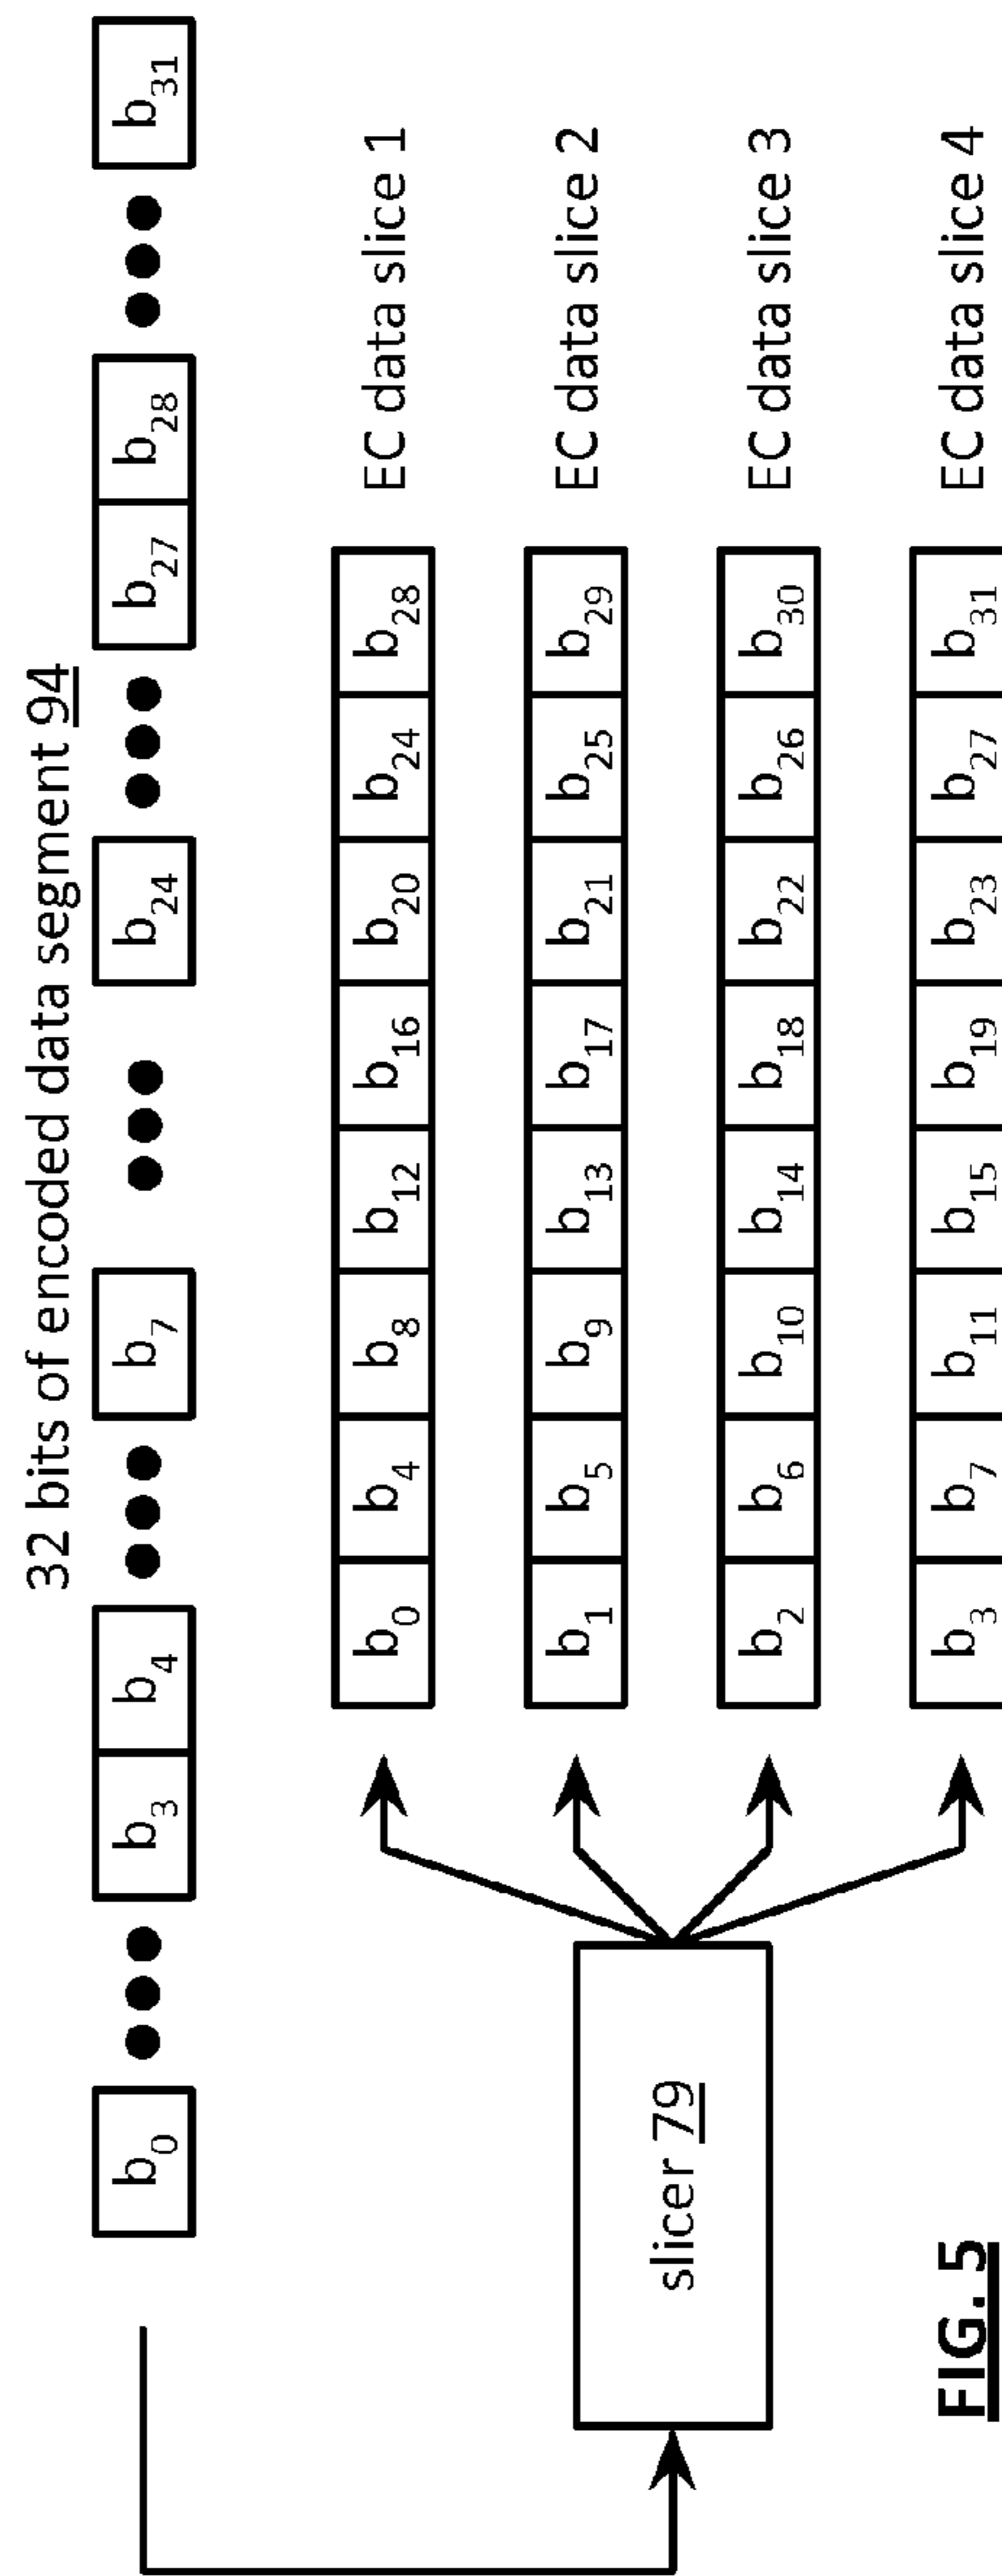 32 bits of encoded data segment 94
b0 ••• b3 b4 ••• b7 ••• b24 ••• b27 b28 ••• b31
b0 b4 b8 b12 b16 b20 b24 b28 EC data slice 1
b1 b5 b9 b13 b17 b21 b25 b29 EC data slice 2
b2 b6 b10 b14 b18 b22 b26 b30 EC data slice 3
b3 b7 b11 b15 b19 b23 b27 b31 EC data slice 4
slicer 79
FIG. 5